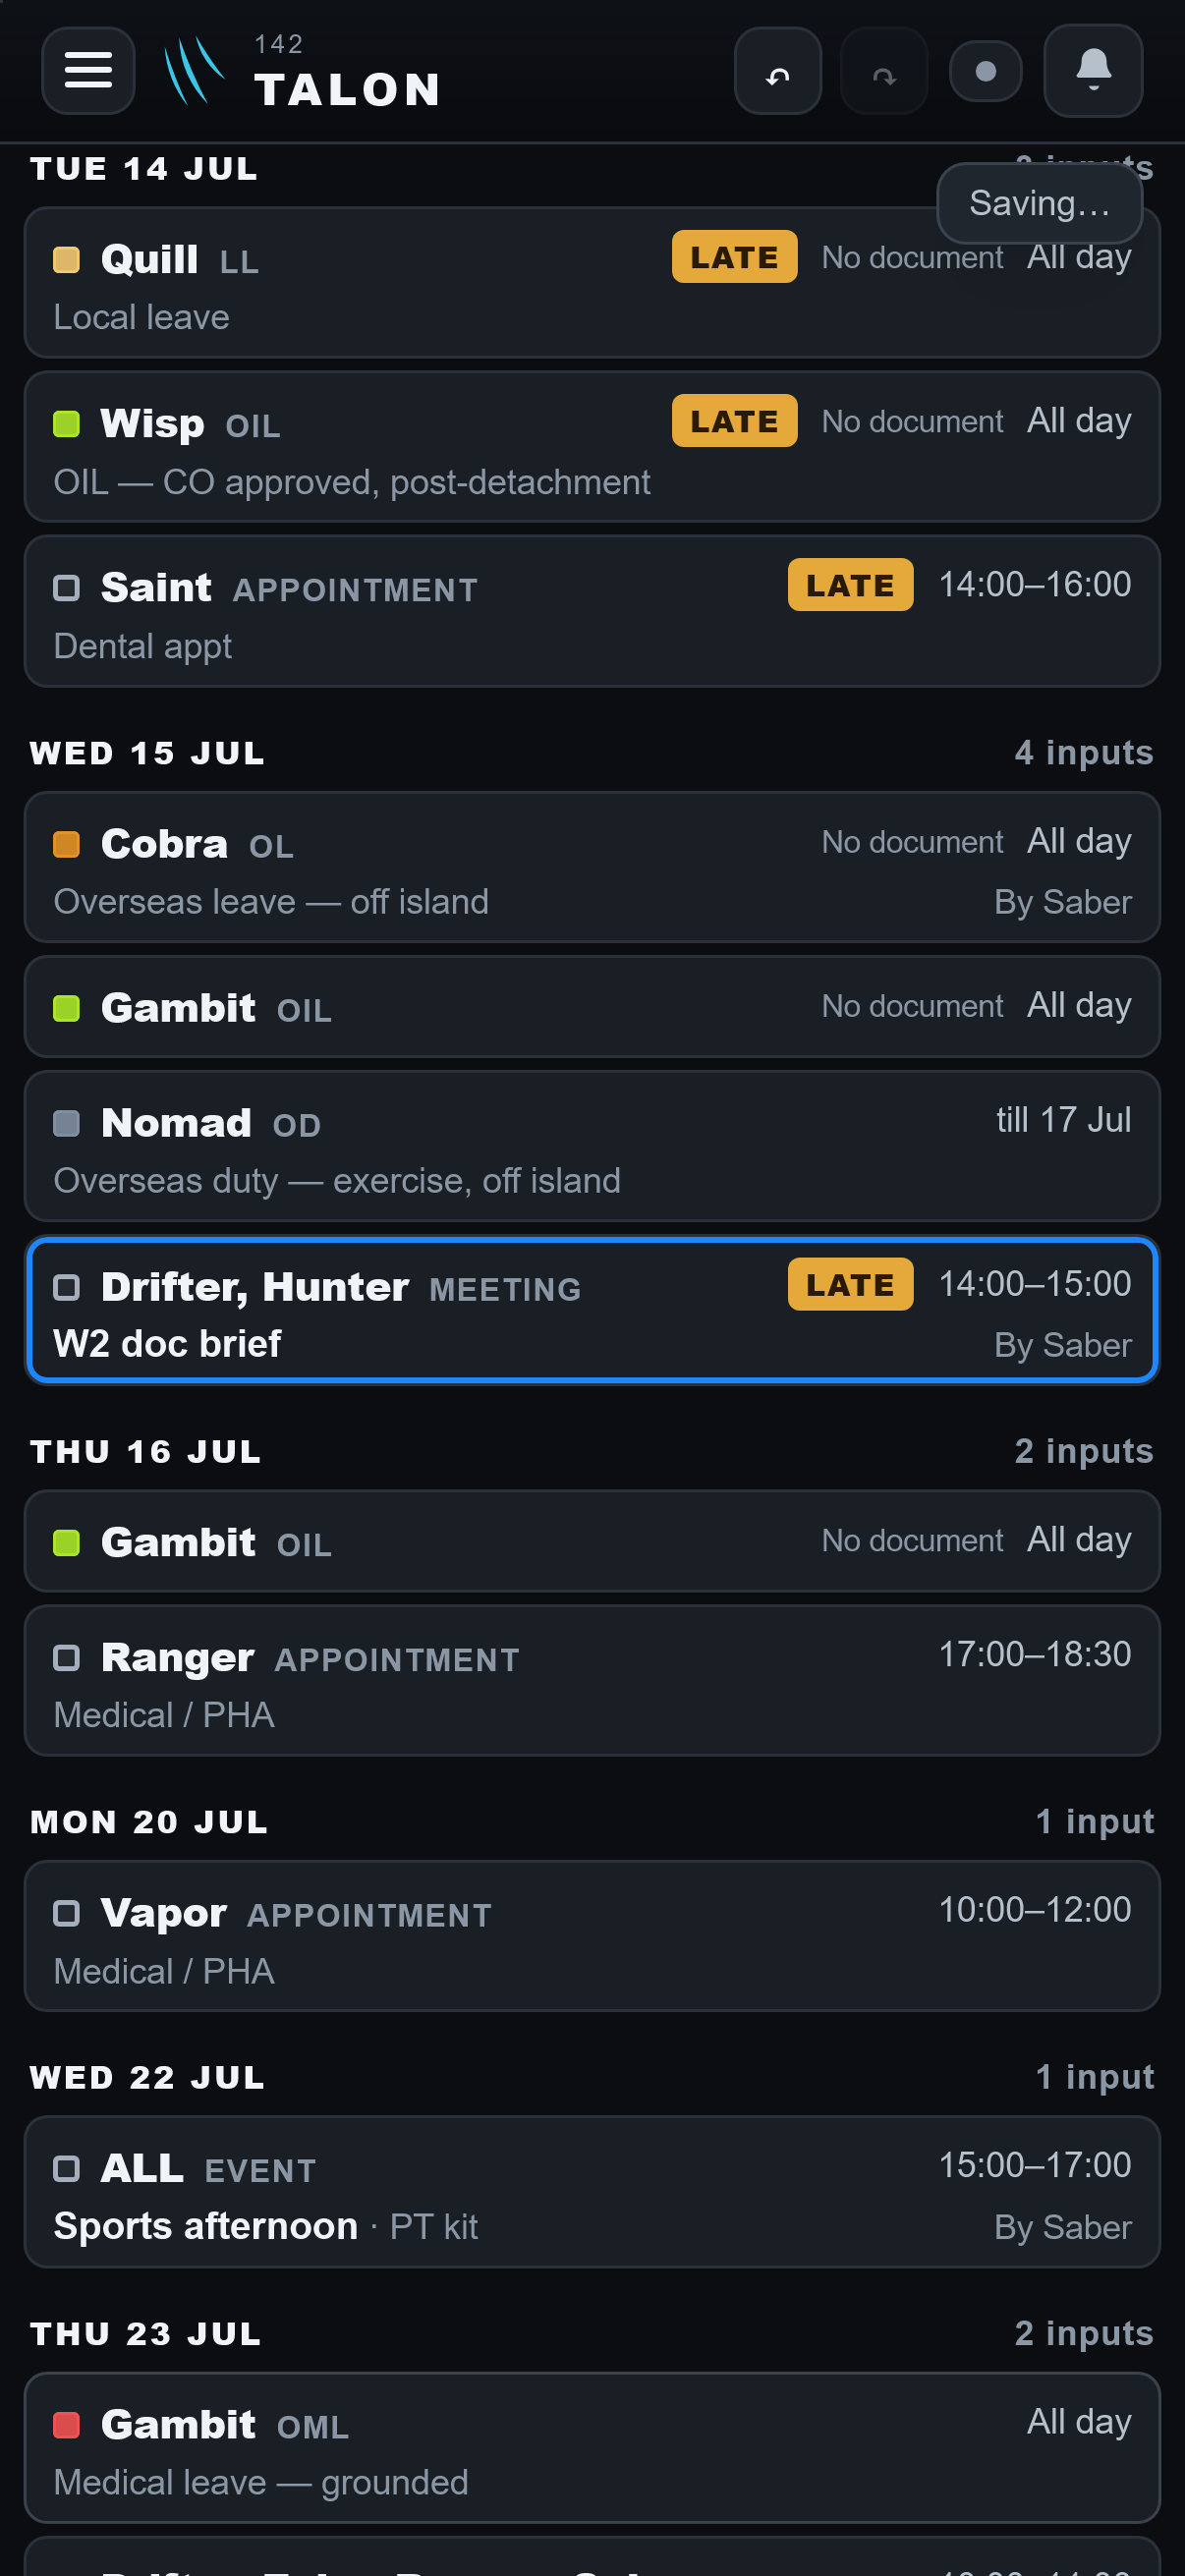 142
TALON
TUE 14 JUL
Saving…
Quill LL LATE No document All day
Local leave
Wisp OIL LATE No document All day
OIL — CO approved, post-detachment
Saint APPOINTMENT LATE 14:00–16:00
Dental appt
WED 15 JUL 4 inputs
Cobra OL No document All day
Overseas leave — off island By Saber
Gambit OIL No document All day
Nomad OD till 17 Jul
Overseas duty — exercise, off island
Drifter, Hunter MEETING LATE 14:00–15:00
W2 doc brief By Saber
THU 16 JUL 2 inputs
Gambit OIL No document All day
Ranger APPOINTMENT 17:00–18:30
Medical / PHA
MON 20 JUL 1 input
Vapor APPOINTMENT 10:00–12:00
Medical / PHA
WED 22 JUL 1 input
ALL EVENT 15:00–17:00
Sports afternoon · PT kit By Saber
THU 23 JUL 2 inputs
Gambit OML All day
Medical leave — grounded